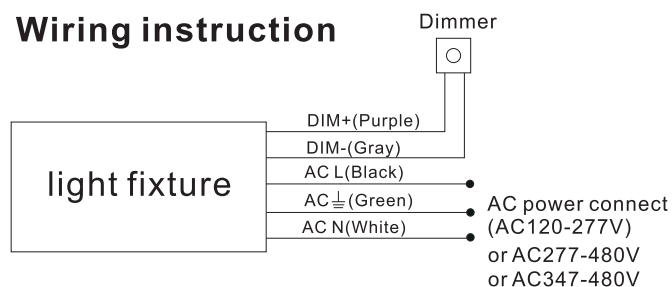 Wiring instruction
Dimmer
DIM+(Purple)
DIM-(Gray)
AC L(Black)
AC⏚(Green)
AC N(White)
light fixture
AC power connect
(AC120-277V)
or AC277-480V
or AC347-480V